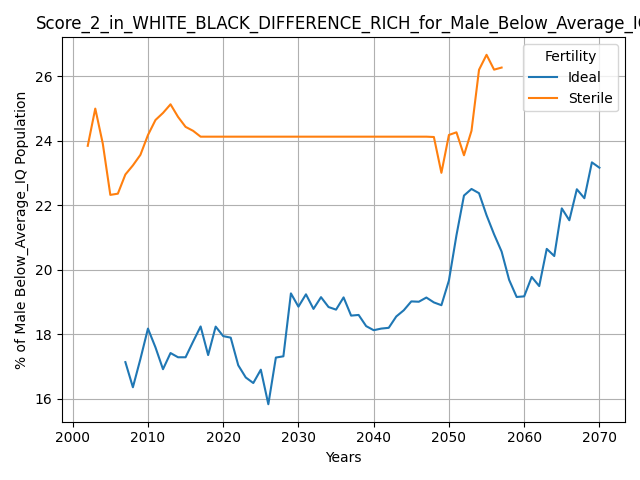 Score_2_in_WHITE_BLACK_DIFFERENCE_RICH_for_Male_Below_Average_IQ
Fertility
Ideal
Sterile
% of Male Below_Average_IQ Population
26
24
22
20
18
16
2000 2010 2020 2030 2040 2050 2060 2070
Years